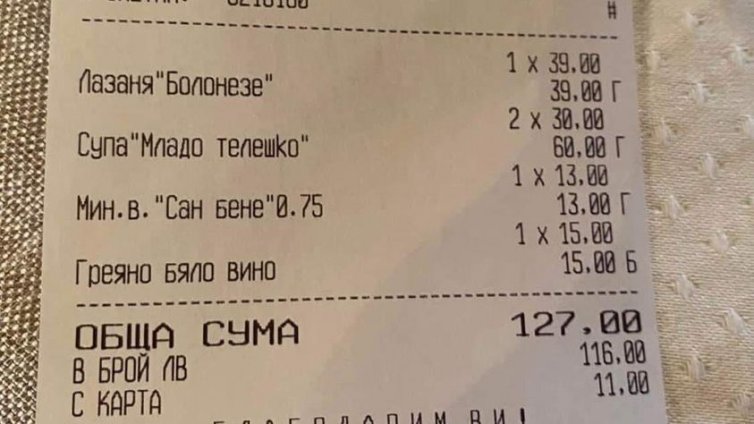 #
1 x 39.00
Лазаня"Болонезе" 39.00 Г
2 x 30.00
Супа"Младо телешко" 60.00 Г
1 x 13.00
Мин.в."Сан бене"0.75 13.00 Г
1 x 15.00
Греяно бяло вино 15.00 Б
ОБЩА СУМА 127.00
В БРОЙ ЛВ 116.00
С КАРТА 11.00
БЛАГОДАРИМ ВИ!